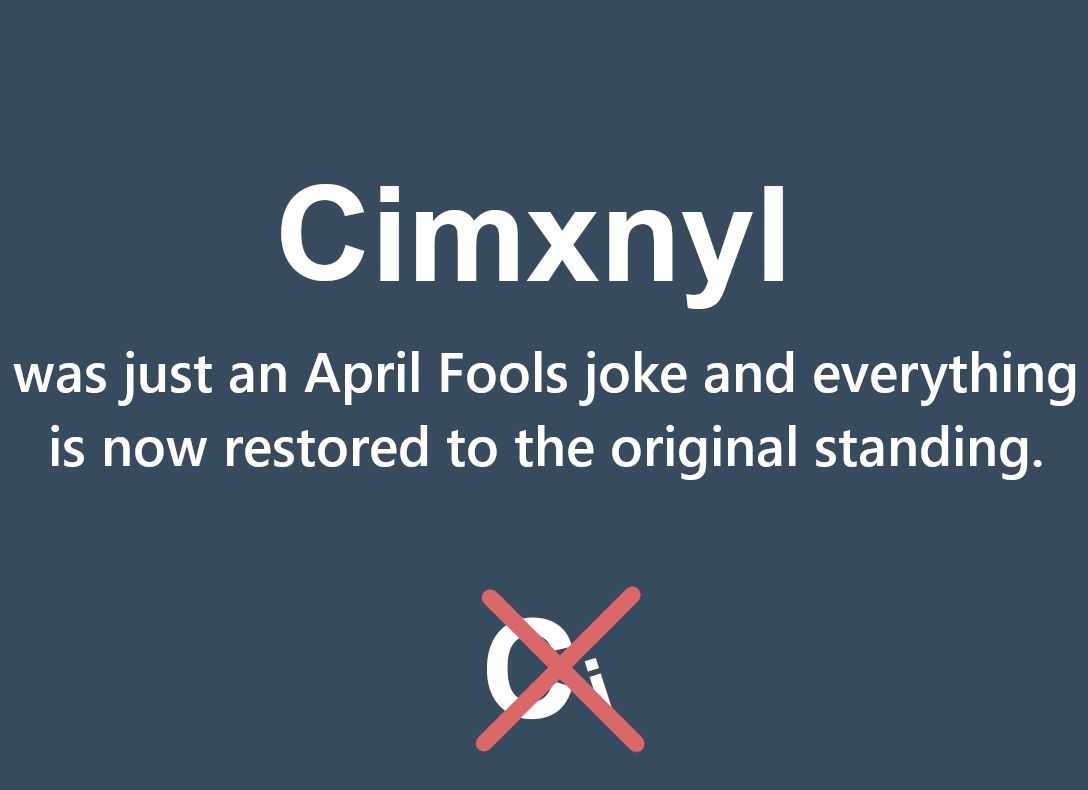 Cimxnyl
was just an April Fools joke and everything
is now restored to the original standing.
Ci